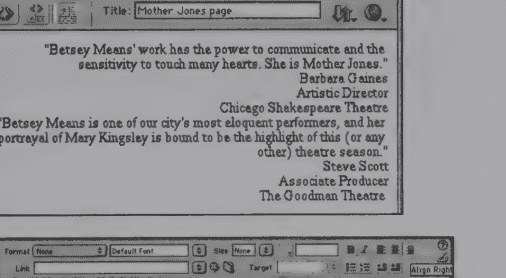 Title: Mother Jones page
"Betsey Means' work has the power to communicate and the
sensitivity to touch many hearts. She is Mother Jones."
Barbara Gaines
Artistic Director
Chicago Shakespeare Theatre
"Betsey Means is one of our city's most eloquent performers, and her
portrayal of Mary Kingsley is bound to be the highlight of this (or any
other) theatre season."
Steve Scott
Associate Producer
The Goodman Theatre
Format None Default Font Size None B I
Link Target Align Right